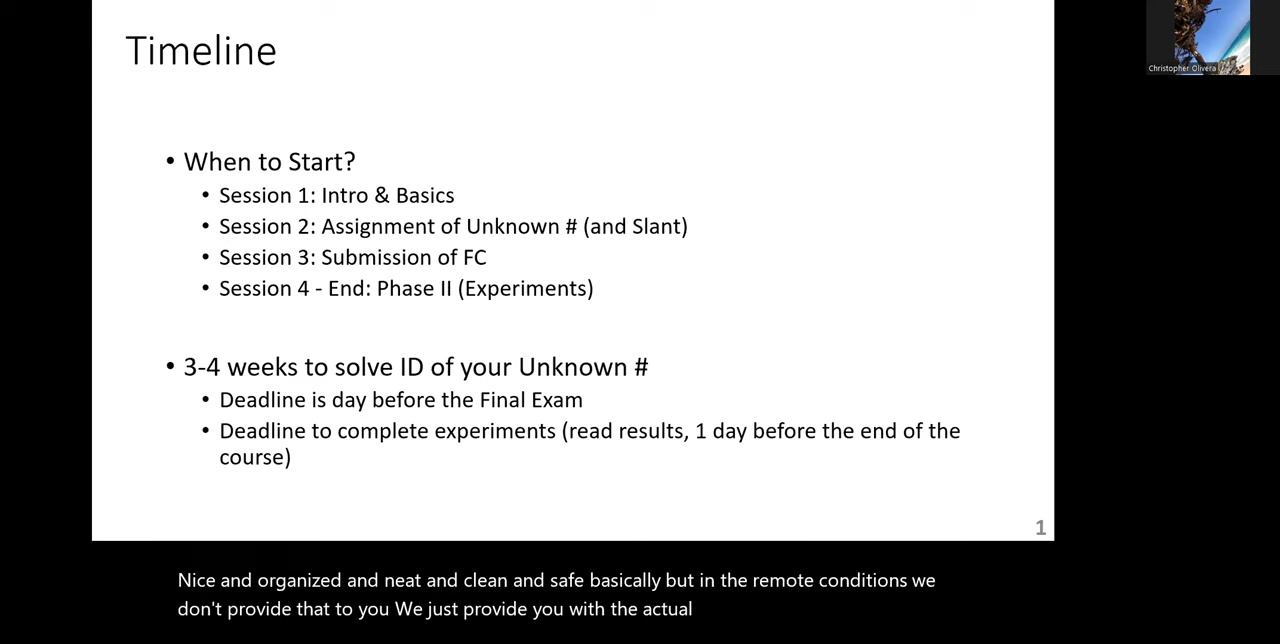 Timeline
Christopher Olivera
• When to Start?
• Session 1: Intro & Basics
• Session 2: Assignment of Unknown # (and Slant)
• Session 3: Submission of FC
• Session 4 - End: Phase II (Experiments)
• 3-4 weeks to solve ID of your Unknown #
• Deadline is day before the Final Exam
• Deadline to complete experiments (read results, 1 day before the end of the
course)
1
Nice and organized and neat and clean and safe basically but in the remote conditions we
don't provide that to you We just provide you with the actual